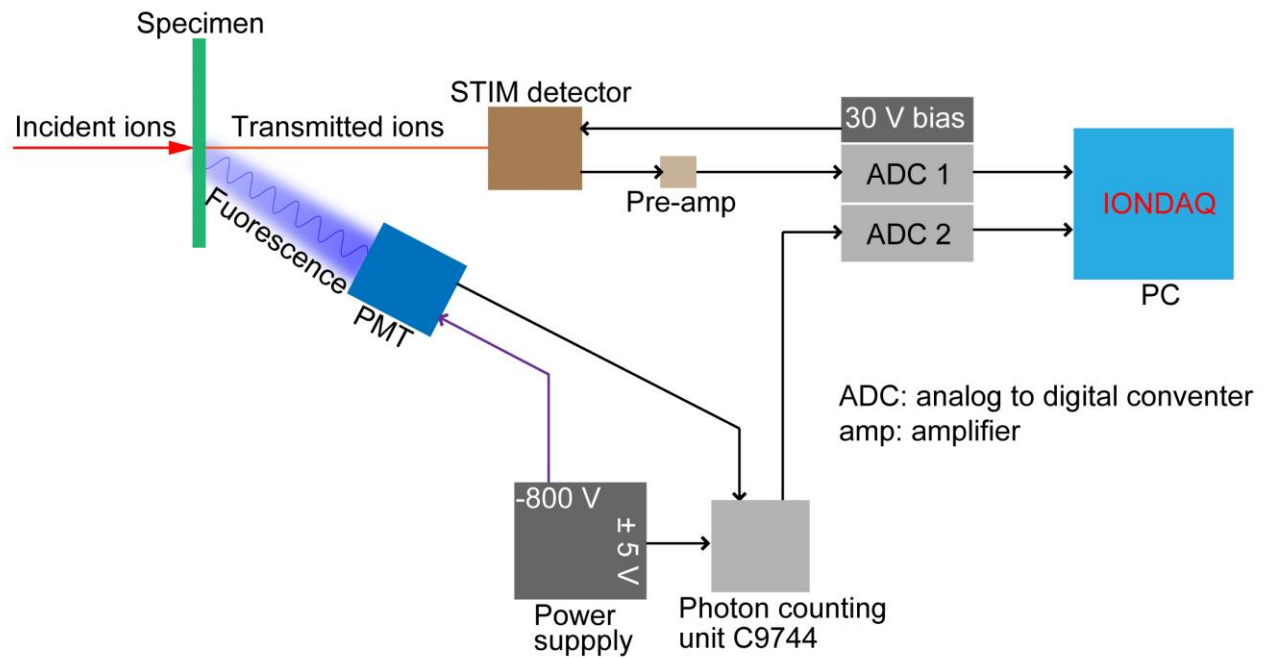 Specimen
STIM detector
Incident ions
Transmitted ions
30 V bias
ADC 1
Pre-amp
ADC 2
IONDAQ
PC
Fuorescence
PMT
ADC: analog to digital conventer
amp: amplifier
-800 V
± 5 V
Power
suppply
Photon counting
unit C9744